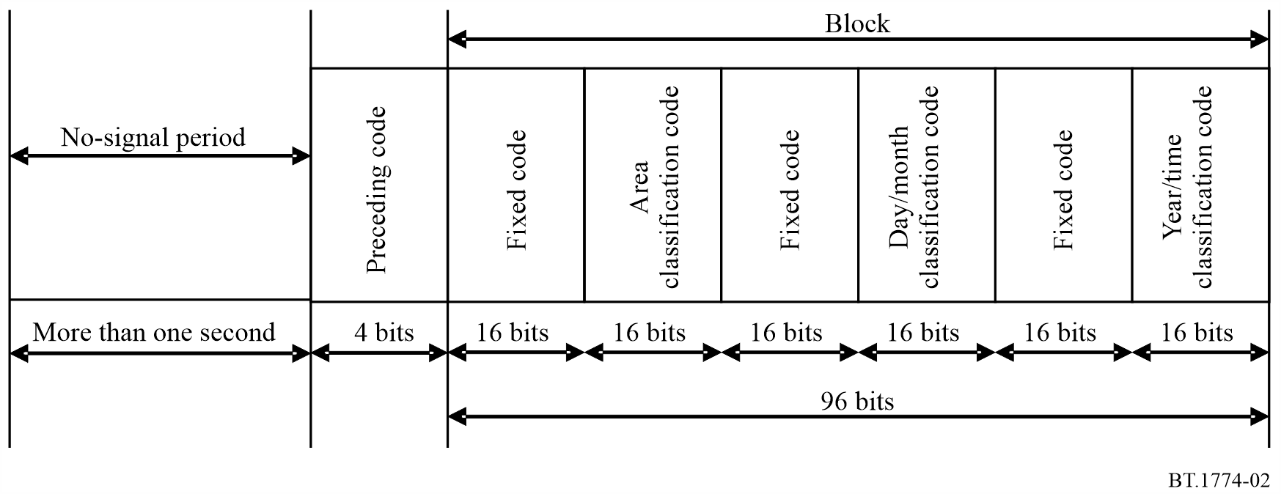 Block
No-signal period
Preceding code
Fixed code
Area
classification code
Fixed code
Day/month
classification code
Fixed code
Year/time
classification code
More than one second
4 bits
16 bits
16 bits
16 bits
16 bits
16 bits
16 bits
96 bits
BT.1774-02